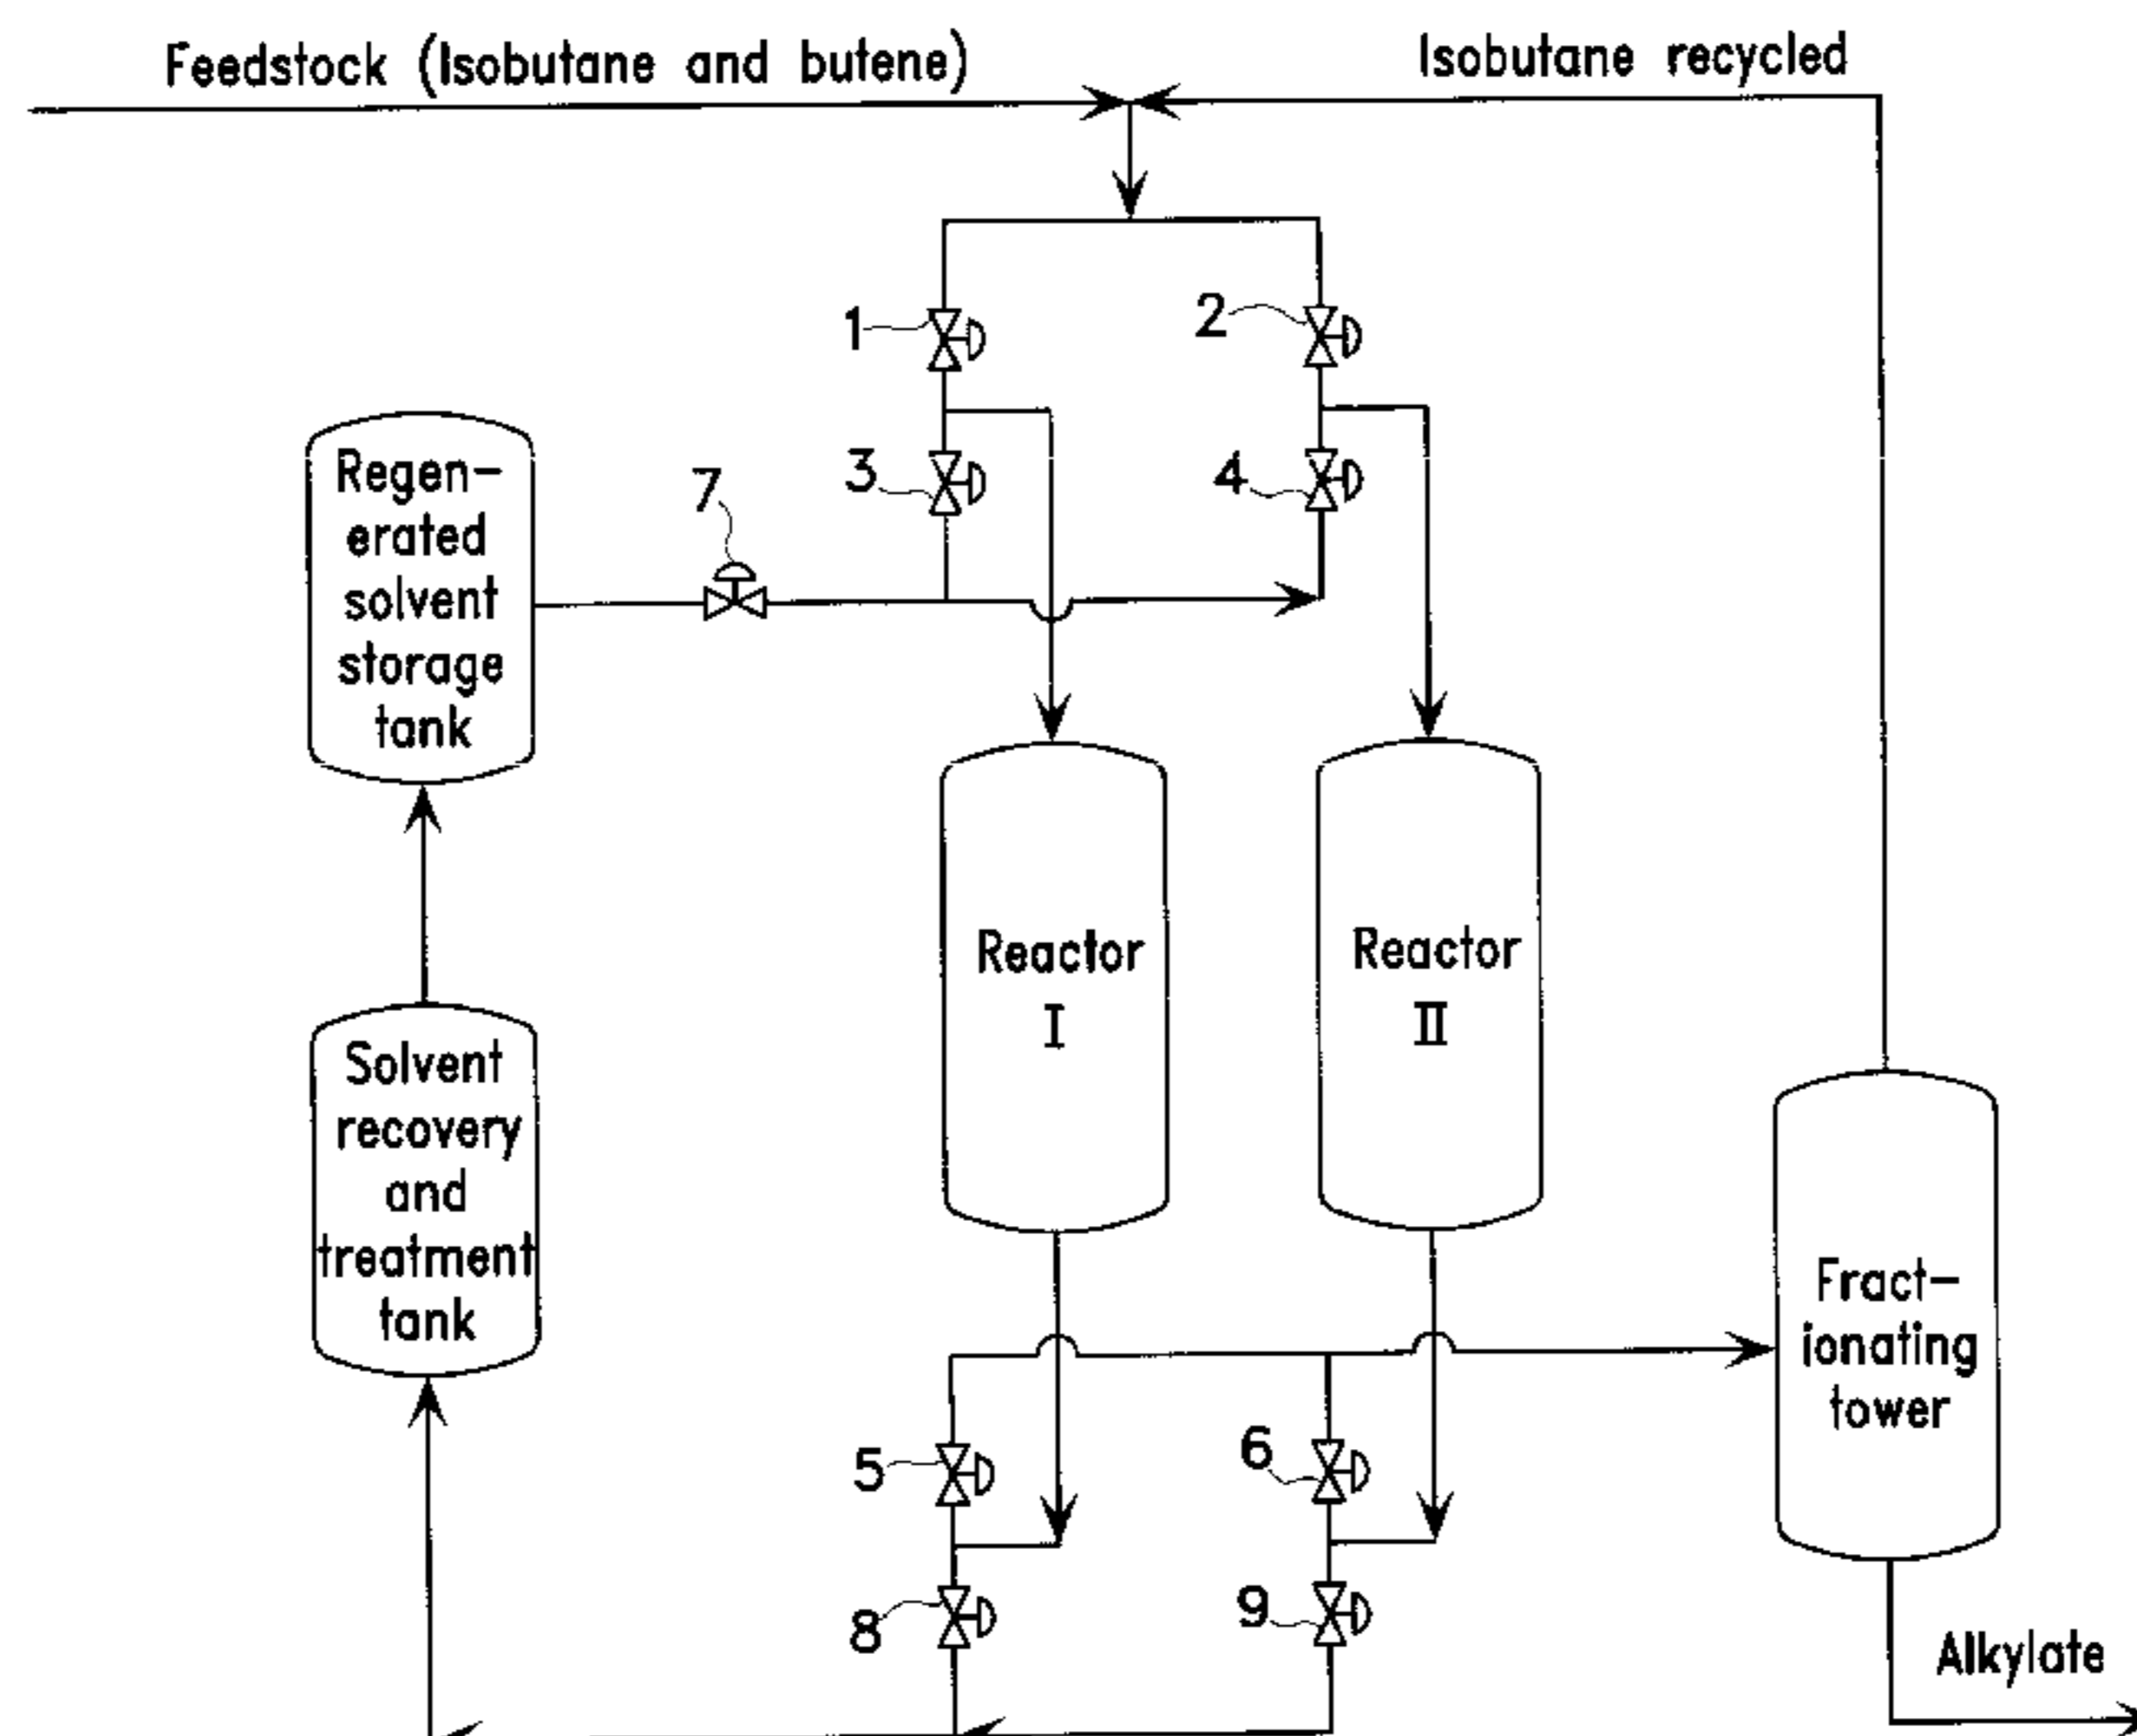 Feedstock (Isobutane and butene)
Isobutane recycled
1
2
3
4
7
Regen-
erated
solvent
storage
tank
Reactor
I
Reactor
II
Solvent
recovery
and
treatment
tank
Fract-
ionating
tower
5
6
8
9
Alkylate